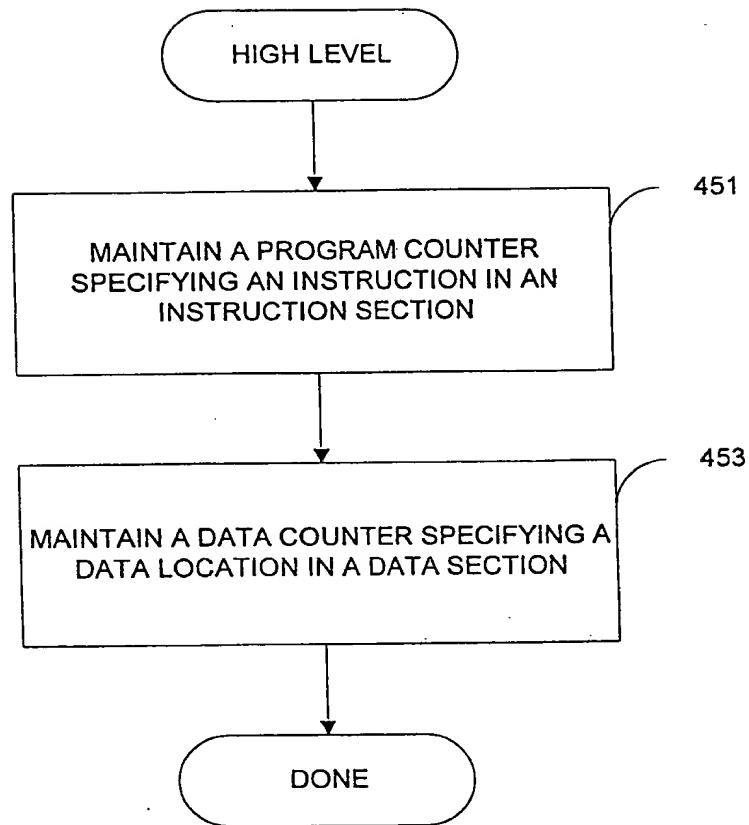 HIGH LEVEL
451
MAINTAIN A PROGRAM COUNTER
SPECIFYING AN INSTRUCTION IN AN
INSTRUCTION SECTION
453
MAINTAIN A DATA COUNTER SPECIFYING A
DATA LOCATION IN A DATA SECTION
DONE